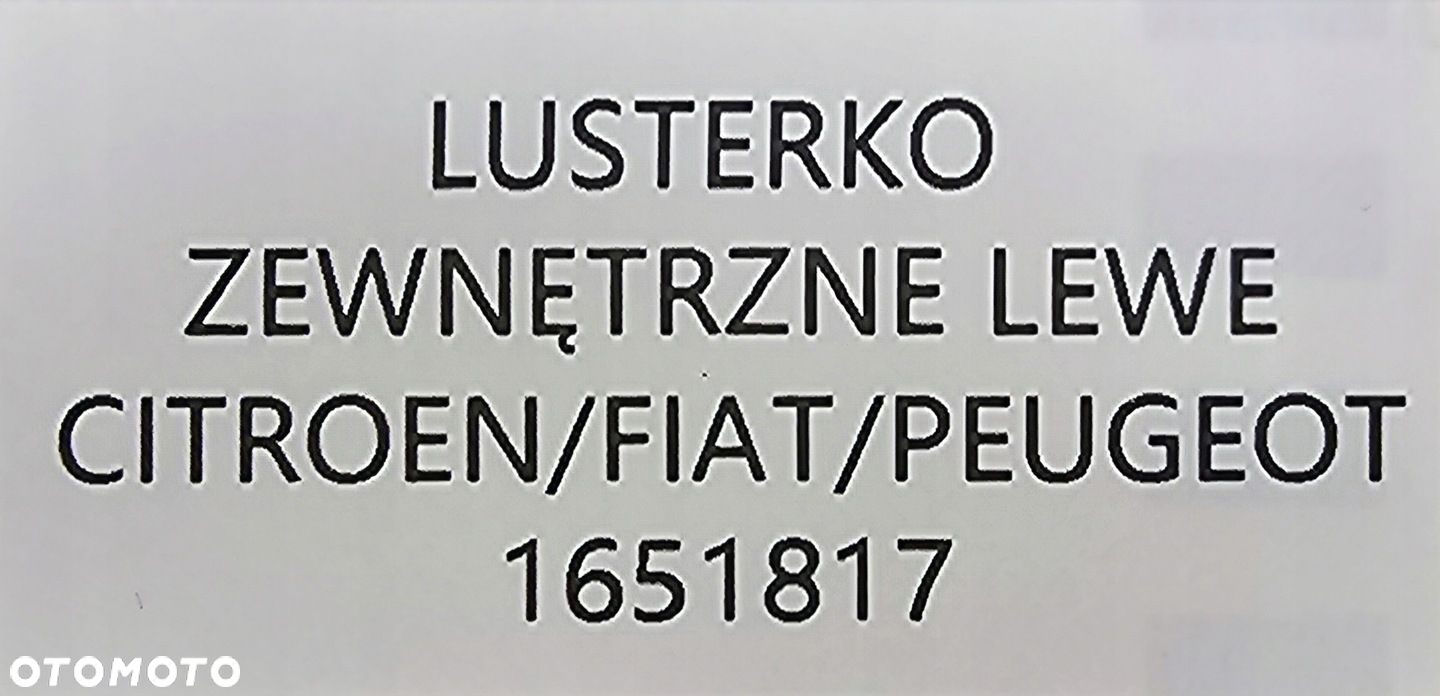 LUSTERKO
ZEWNĘTRZNE LEWE
CITROEN/FIAT/PEUGEOT
1651817
OTOMOTO